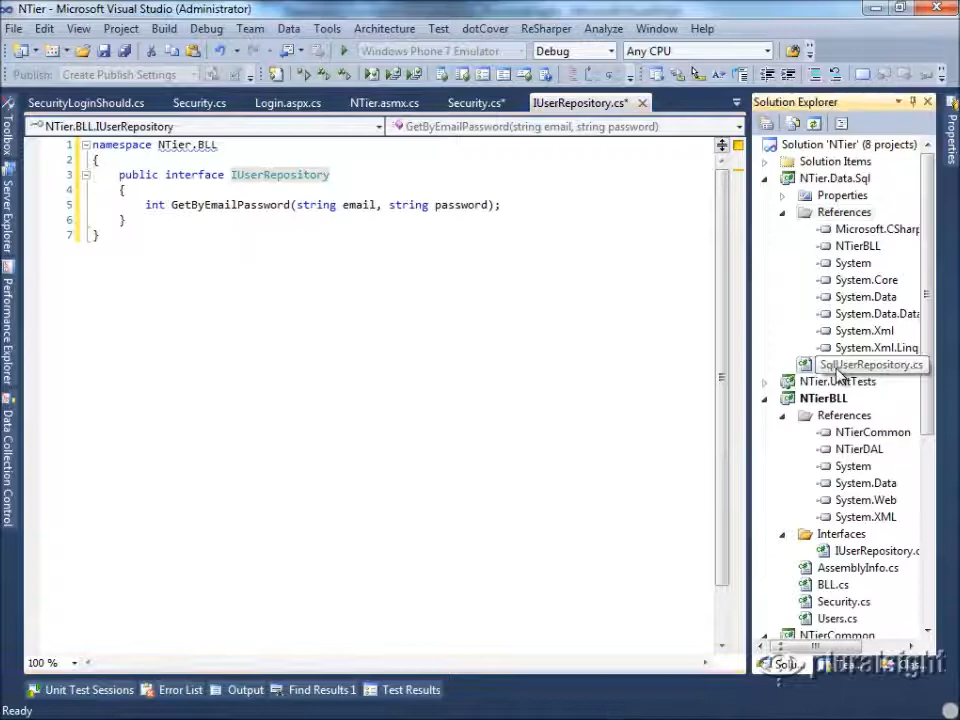 NTier - Microsoft Visual Studio (Administrator)
File Edit View Project Build Debug Team Data Tools Architecture Test dotCover ReSharper Analyze Window Help
Windows Phone 7 Emulator Debug Any CPU
Publish: Create Publish Settings
SecurityLoginShould.cs Security.cs Login.aspx.cs NTier.asmx.cs Security.cs* IUserRepository.cs*
NTier.BLL.IUserRepository GetByEmailPassword(string email, string password)
1 namespace NTier.BLL
2 {
3 public interface IUserRepository
4 {
5 int GetByEmailPassword(string email, string password);
6 }
7 }
100 %
Toolbox
Server Explorer
Performance Explorer
Data Collection Control
Solution Explorer
Solution 'NTier' (8 projects)
Solution Items
NTier.Data.Sql
Properties
References
Microsoft.CSharp
NTierBLL
System
System.Core
System.Data
System.Data.Data
System.Xml
System.Xml.Linq
SqlUserRepository.cs
NTier.UnitTests
NTierBLL
References
NTierCommon
NTierDAL
System
System.Data
System.Web
System.XML
Interfaces
IUserRepository.c
AssemblyInfo.cs
BLL.cs
Security.cs
Users.cs
NTierCommon
Solu... Tea... Clas...
pluralsight
Properties
Unit Test Sessions Error List Output Find Results 1 Test Results
Ready